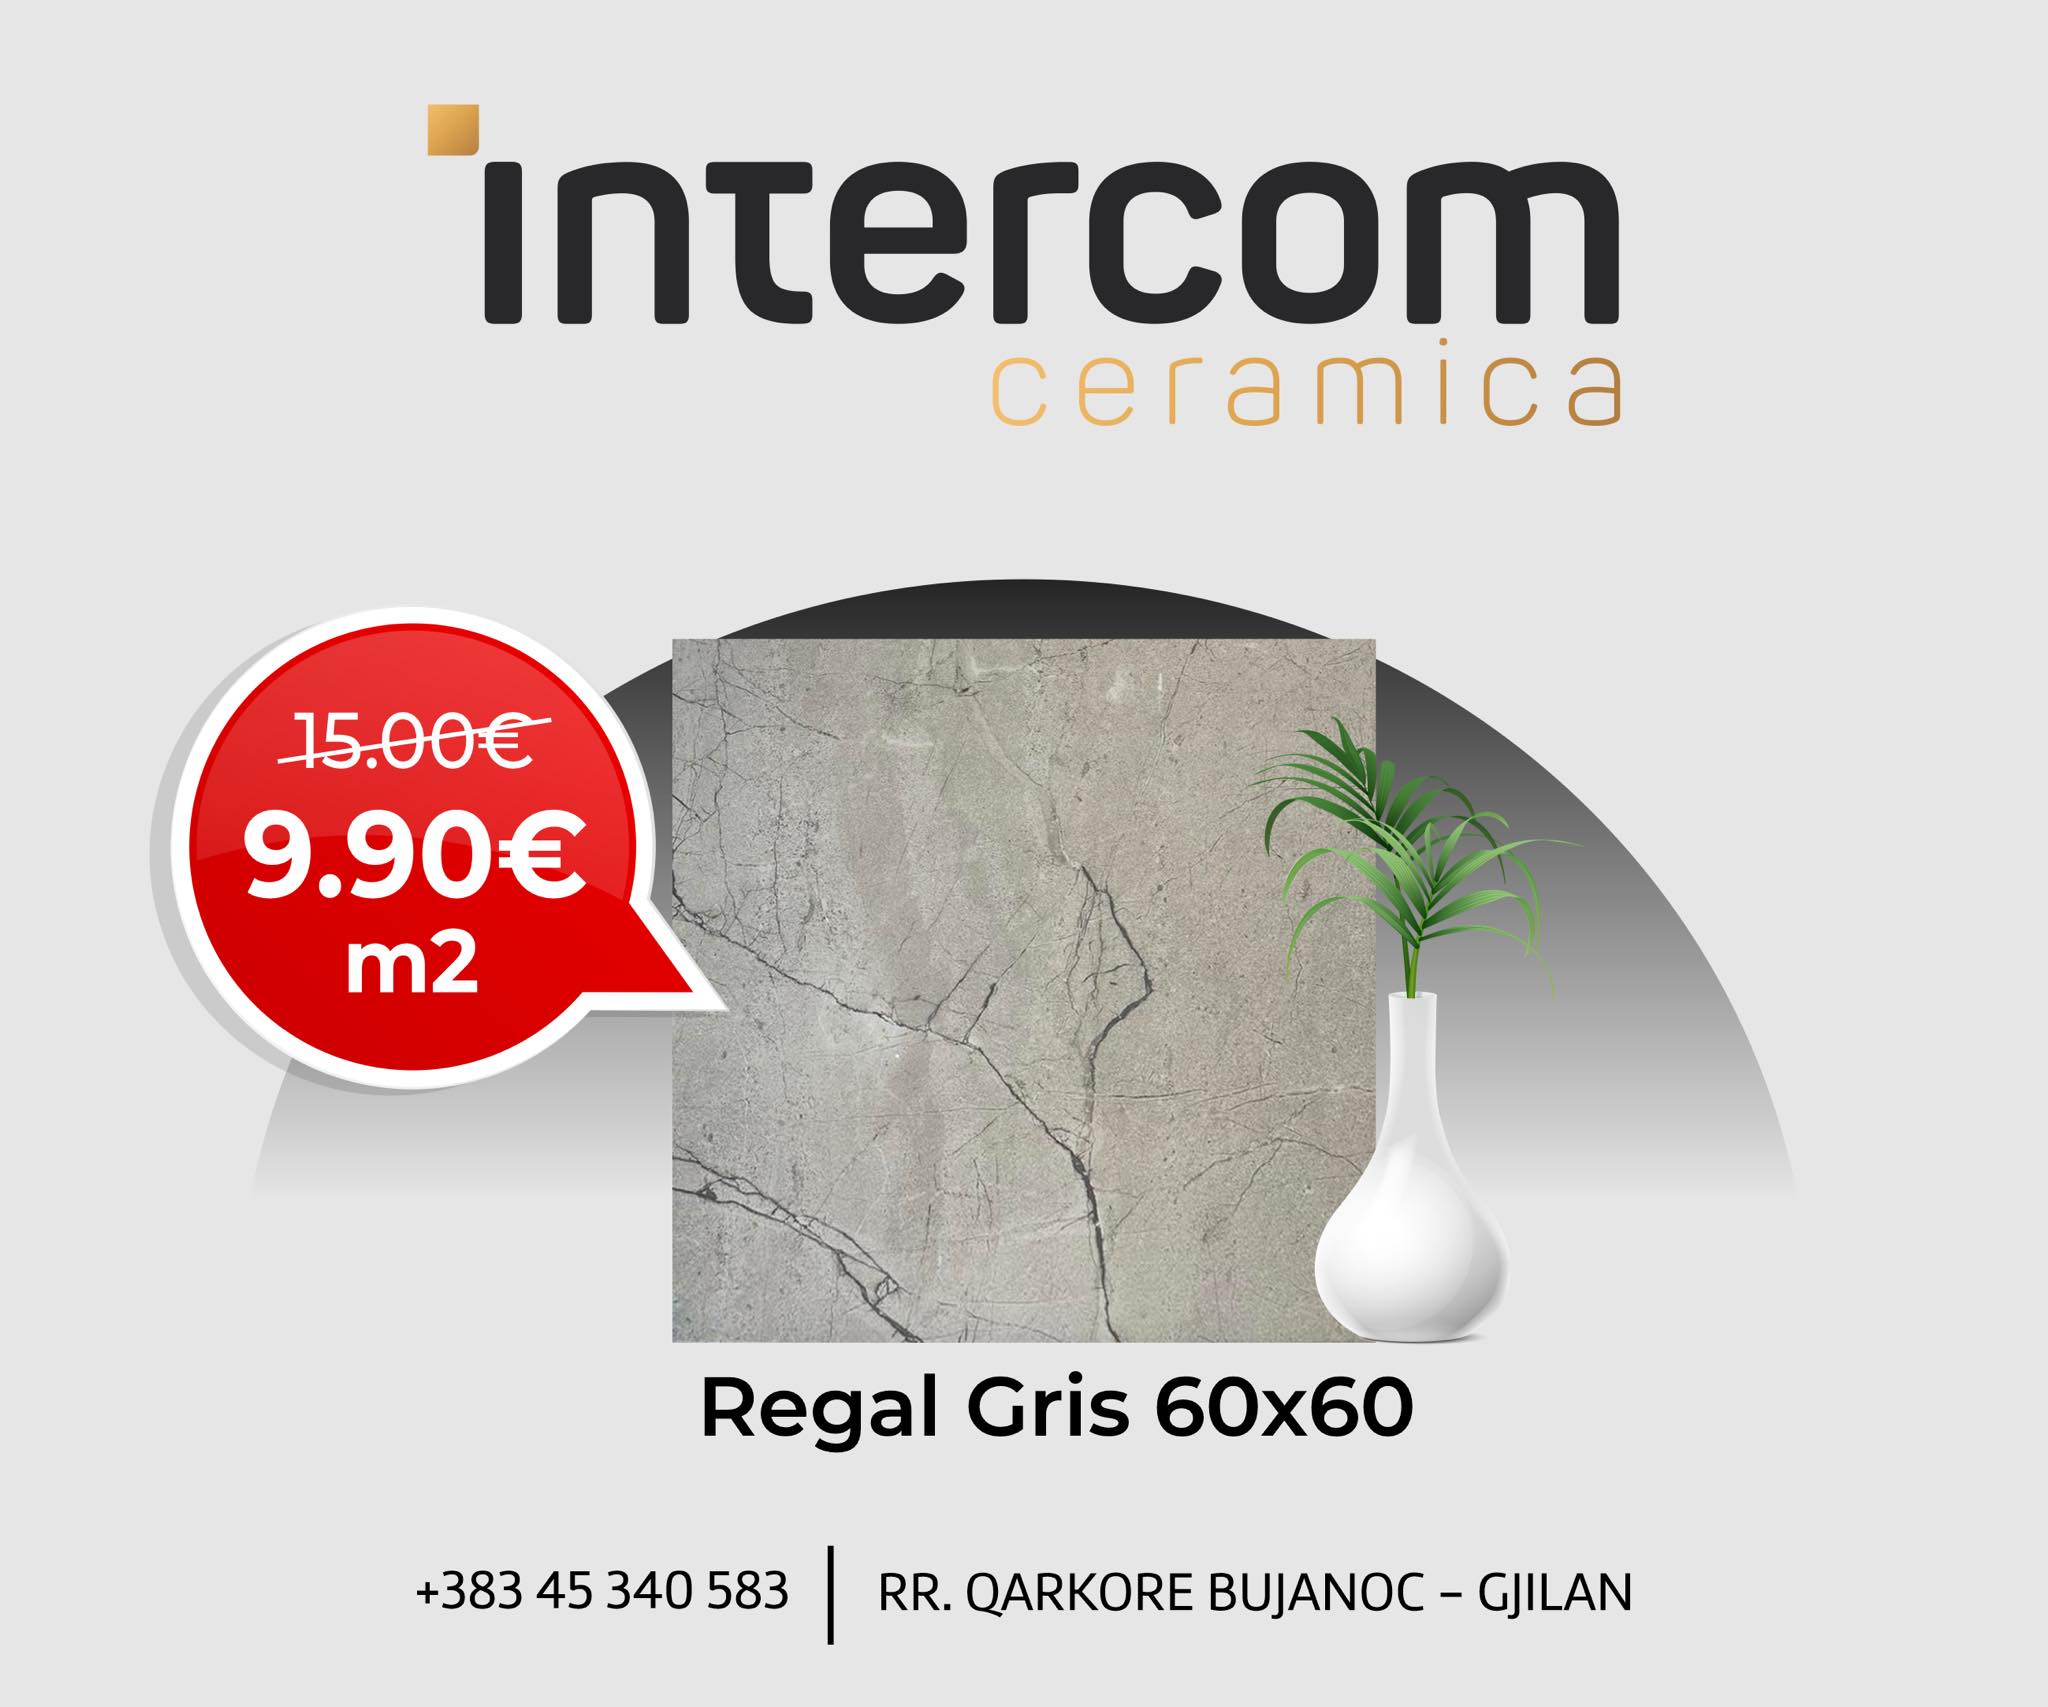 intercom
ceramica
15.00€
9.90€
m2
Regal Gris 60x60
+383 45 340 583
RR. QARKORE BUJANOC – GJILAN